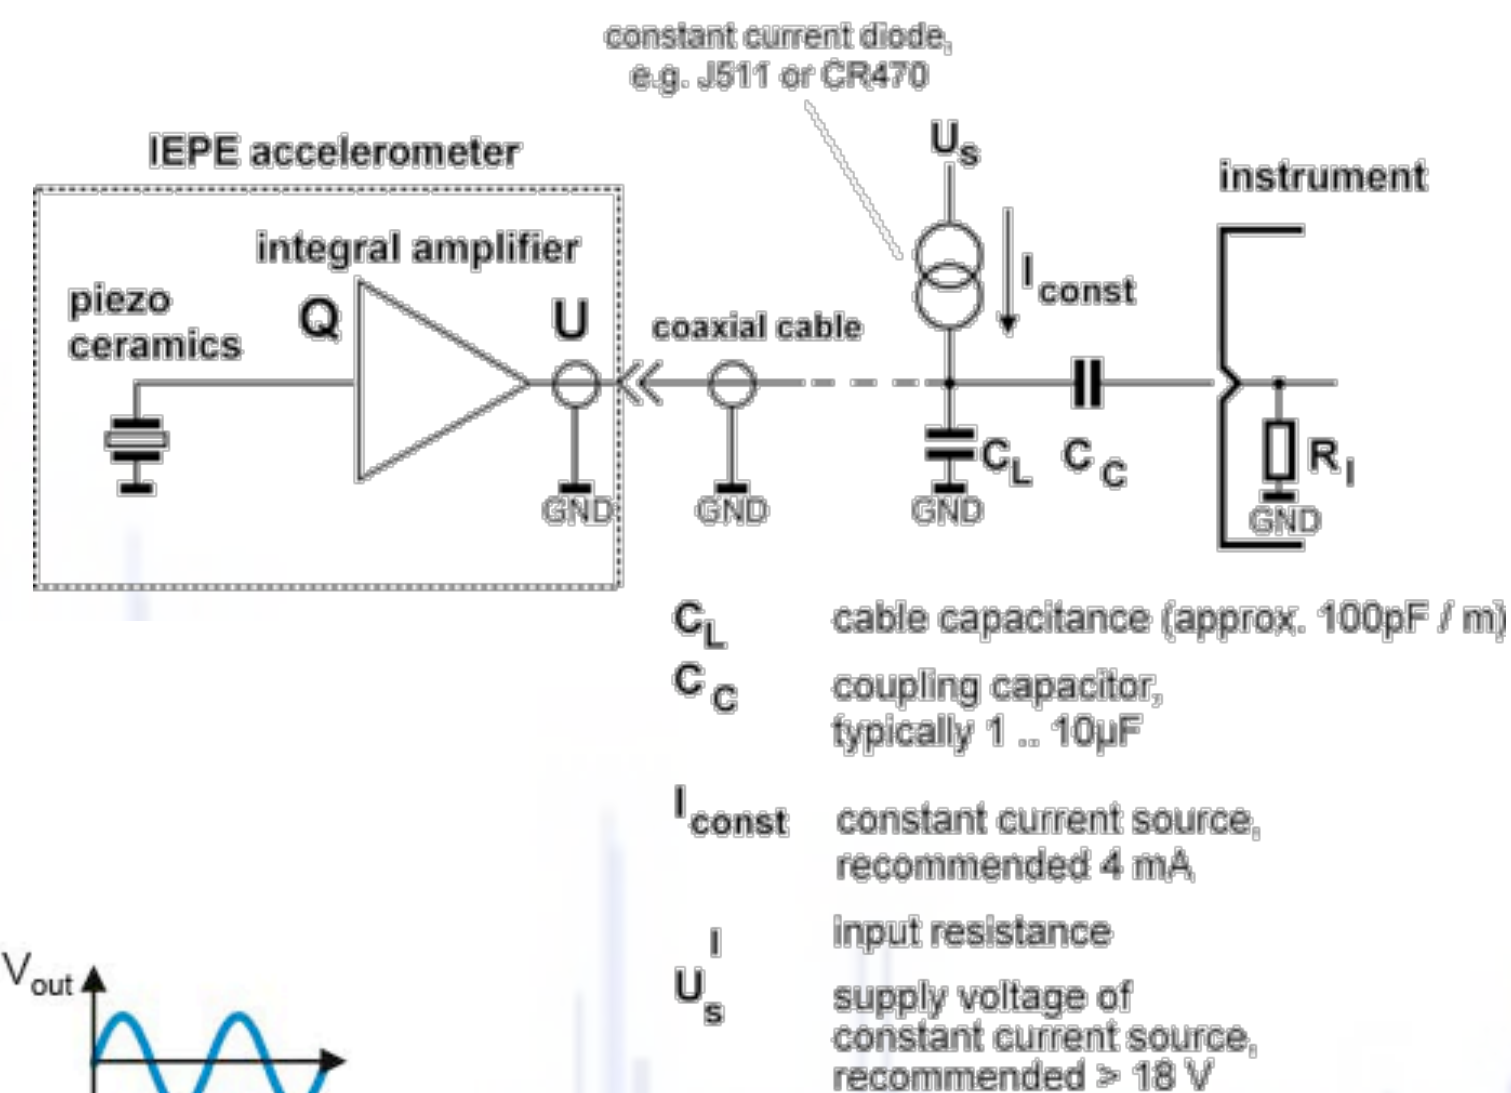 constant current diode,
e.g. J511 or CR470
IEPE accelerometer
Us
instrument
integral amplifier
Iconst
piezo
ceramics
Q
U
coaxial cable
CL
CC
RI
GND
GND
GND
GND
CL cable capacitance (approx. 100pF / m)
CC coupling capacitor,
typically 1 .. 10µF
Iconst constant current source,
recommended 4 mA
I input resistance
Us supply voltage of
constant current source,
recommended > 18 V
Vout